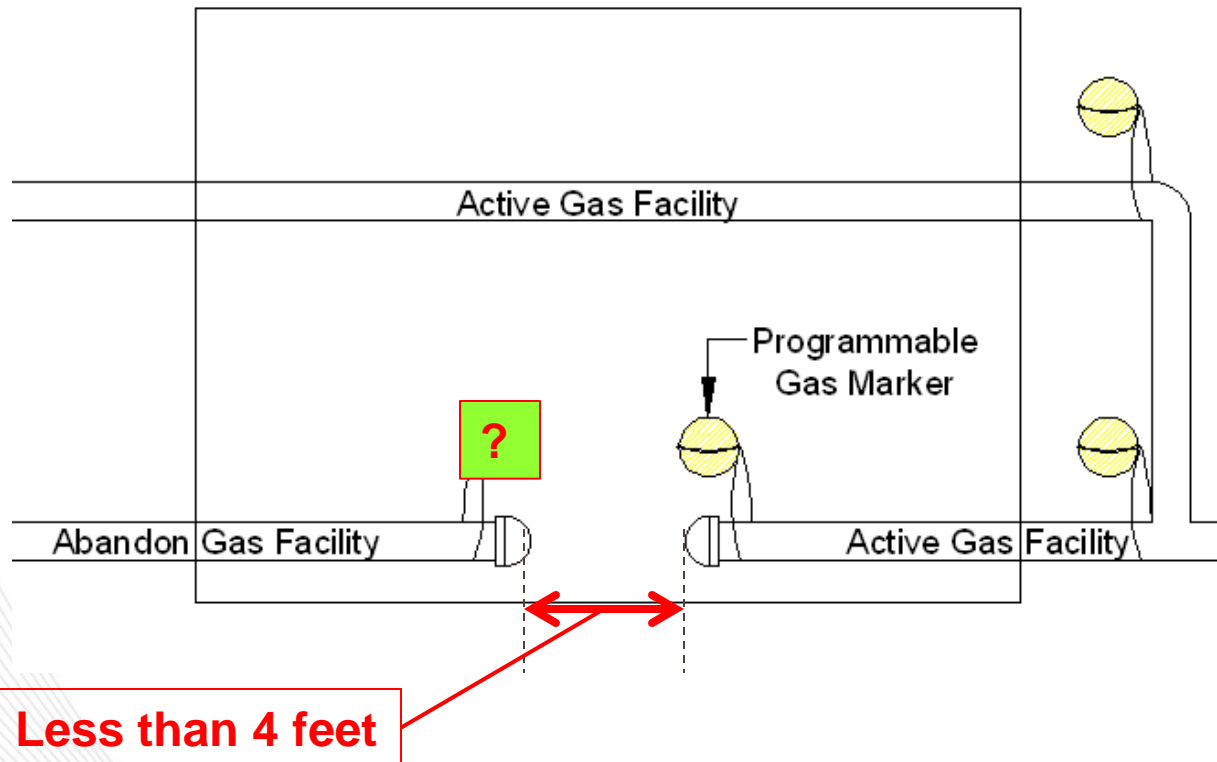 Active Gas Facility
Programmable
Gas Marker
?
Abandon Gas Facility
Active Gas Facility
Less than 4 feet